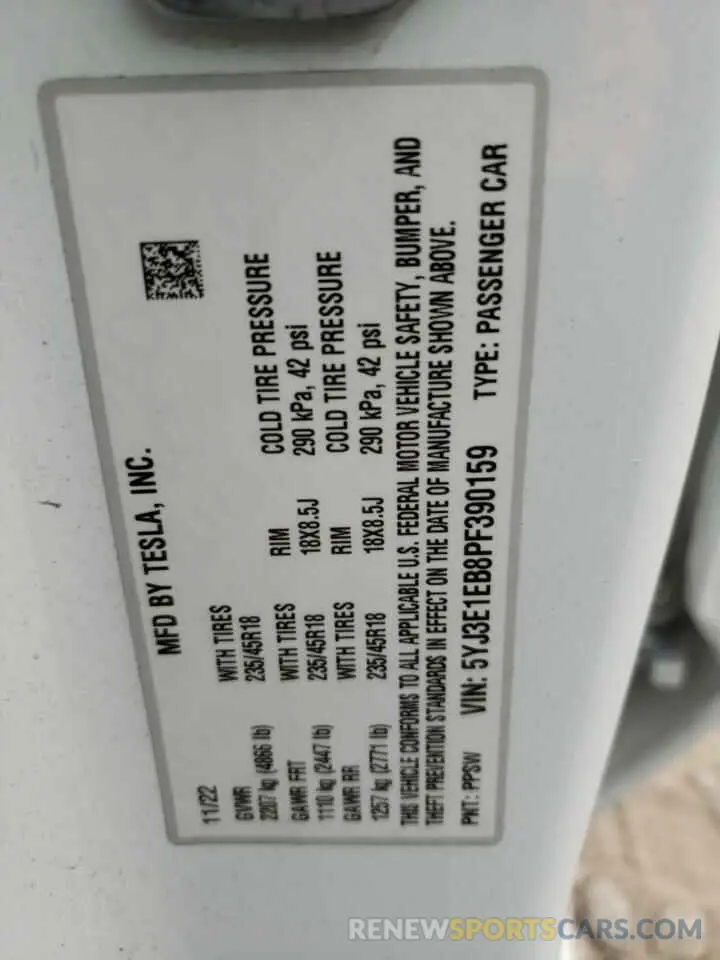 MFD BY TESLA, INC.
11/22
GVWR WITH TIRES RIM COLD TIRE PRESSURE
2207 kg (4866 lb) 235/45R18 18X8.5J 290 kPa, 42 psi
GAWR FRT WITH TIRES RIM COLD TIRE PRESSURE
1110 kg (2447 lb) 235/45R18 18X8.5J 290 kPa, 42 psi
GAWR RR WITH TIRES
1257 kg (2771 lb) 235/45R18
THIS VEHICLE CONFORMS TO ALL APPLICABLE U.S. FEDERAL MOTOR VEHICLE SAFETY, BUMPER, AND
THEFT PREVENTION STANDARDS IN EFFECT ON THE DATE OF MANUFACTURE SHOWN ABOVE.
PNT: PPSW VIN: 5YJ3E1EB8PF390159 TYPE: PASSENGER CAR
RENEWSPORTSCARS.COM